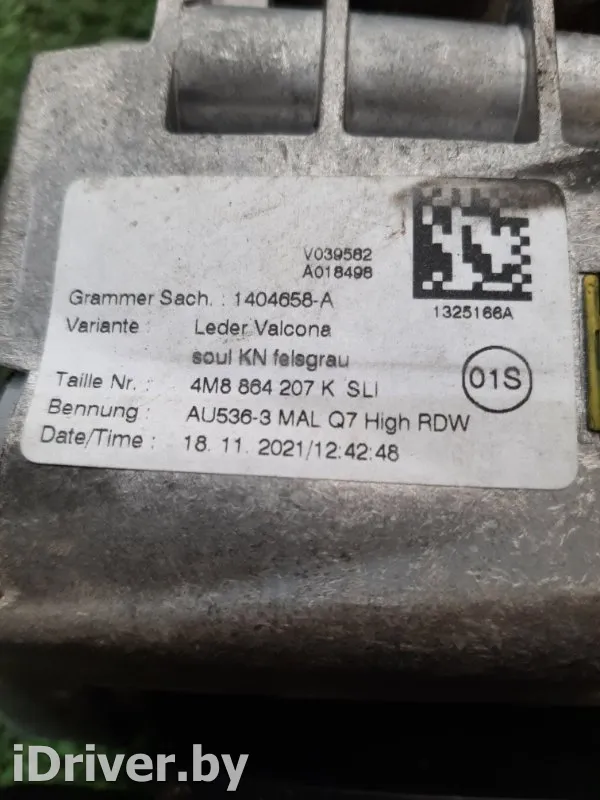 V039582
A018498
1325166A
Grammer Sach. : 1404658-A
Variante : Leder Valcona
soul KN felsgrau
01S
Taille Nr. : 4M8 864 207 K SLI
Bennung : AU536-3 MAL Q7 High RDW
Date/Time : 18. 11. 2021/12:42:48
iDriver.by